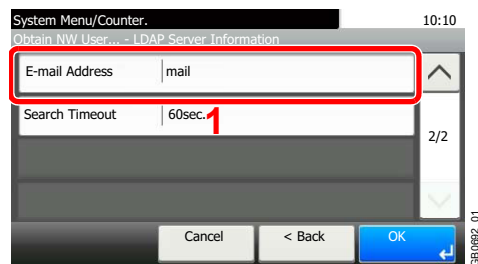 System Menu/Counter. 10:10
Obtain NW User... - LDAP Server Information
E-mail Address mail
Search Timeout 60sec.
1
2/2
Cancel < Back OK
GB0692_01